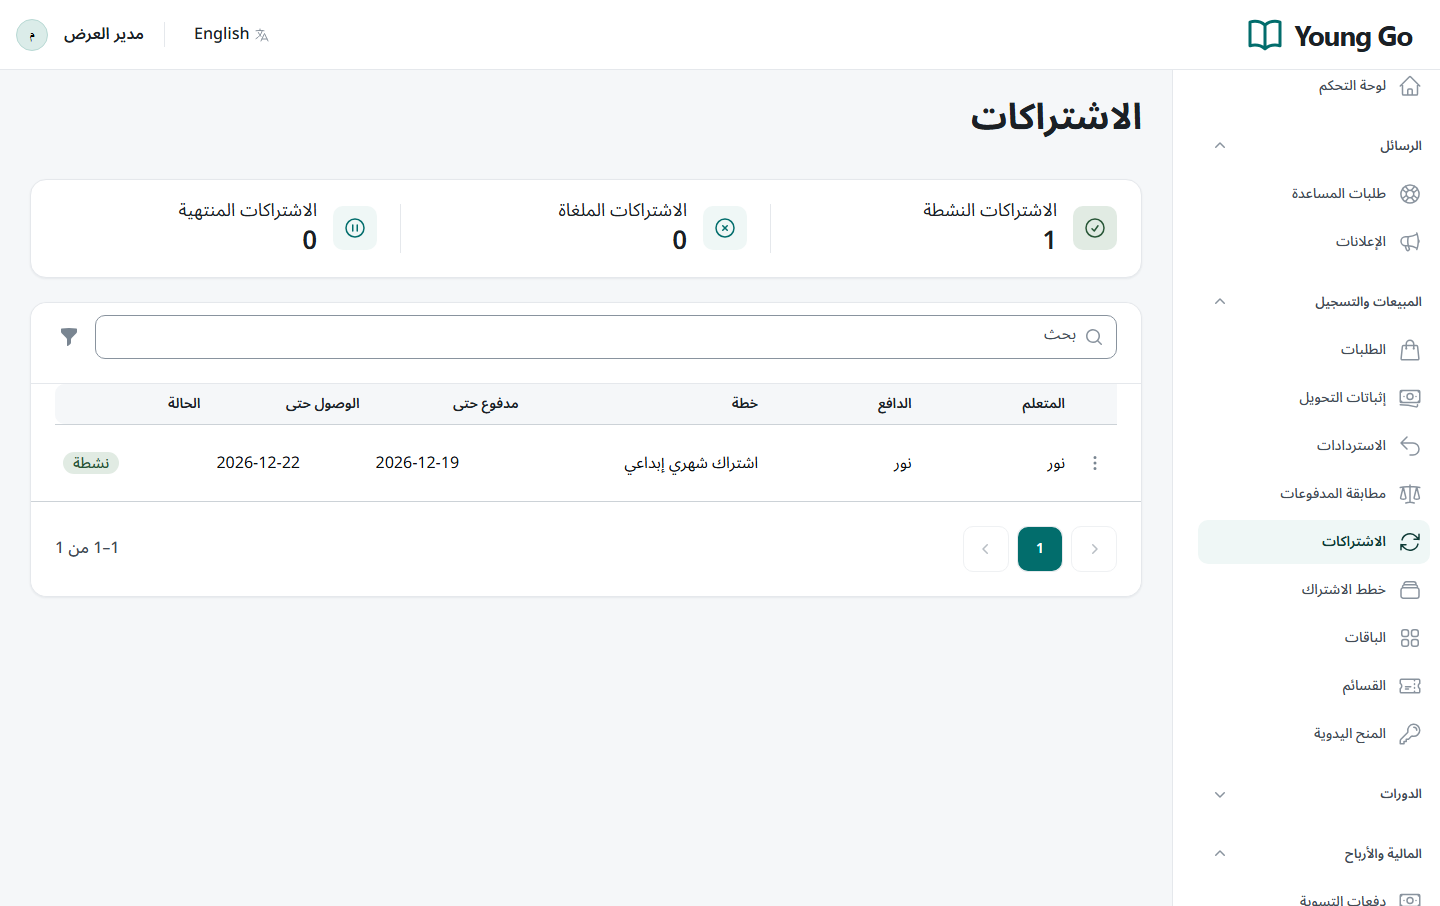 Young Go
English
مدير العرض
م
لوحة التحكم
الرسائل
طلبات المساعدة
الإعلانات
المبيعات والتسجيل
الطلبات
إثباتات التحويل
الاستردادات
مطابقة المدفوعات
الاشتراكات
خطط الاشتراك
الباقات
القسائم
المنح اليدوية
الدورات
المالية والأرباح
دفعات التسوية
الاشتراكات
الاشتراكات النشطة
1
الاشتراكات الملغاة
0
الاشتراكات المنتهية
0
بحث
المتعلم الدافع خطة مدفوع حتى الوصول حتى الحالة
نور نور اشتراك شهري إبداعي 2026-12-19 2026-12-22 نشطة
1
1–1 من 1